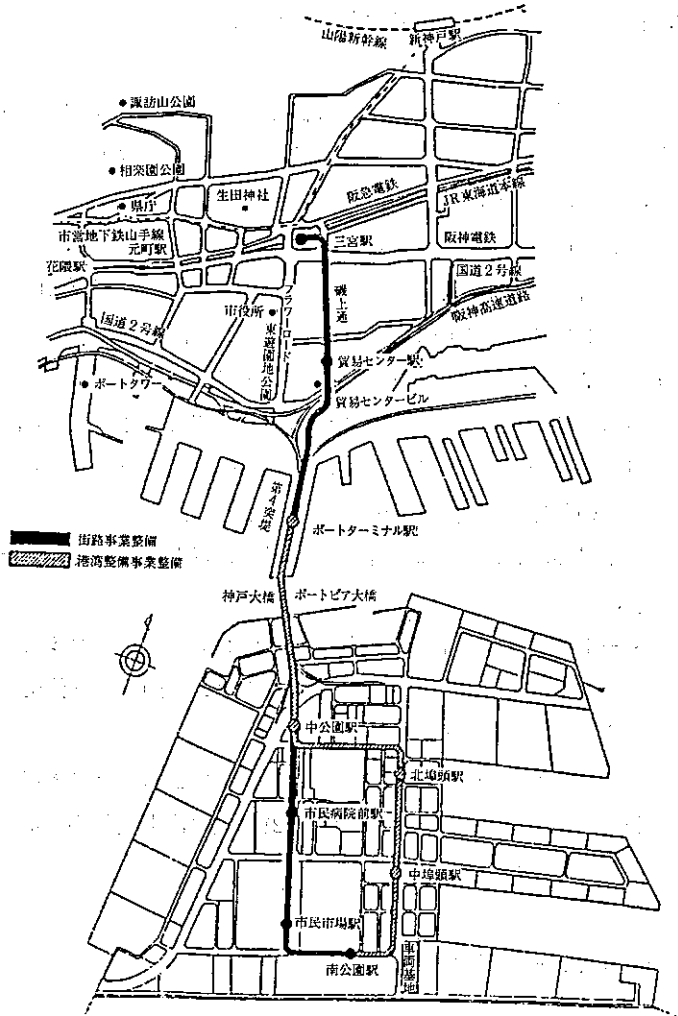 山陽新幹線
新神戸駅
諏訪山公園
相楽園公園
県庁
生田神社
阪急電鉄
JR東海道本線
市営地下鉄山手線
元町駅
三宮駅
阪神電鉄
花隈駅
国道2号線
国道2号線
市役所
フラワーロード
東遊園地公園
磯上通
阪神高速道路
貿易センター駅
ポートタワー
貿易センタービル
第4突堤
ポートターミナル駅
街路事業整備
港湾整備事業整備
神戸大橋
ポートピア大橋
中公園駅
北埠頭駅
市民病院前駅
中埠頭駅
市民市場駅
南公園駅
車両基地